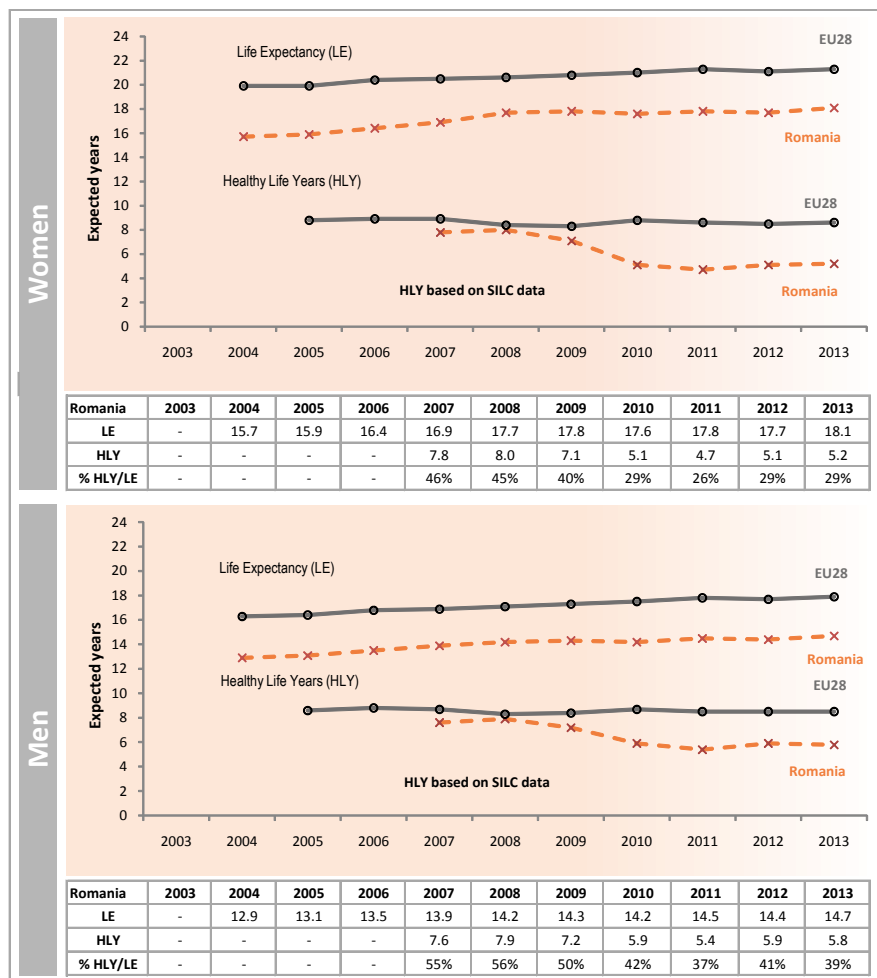 Women
24
22
20
18
16
14
12
10
8
6
4
2
0
Expected years
Life Expectancy (LE)
EU28
Romania
Healthy Life Years (HLY)
EU28
HLY based on SILC data
Romania
2003 2004 2005 2006 2007 2008 2009 2010 2011 2012 2013
Romania 2003 2004 2005 2006 2007 2008 2009 2010 2011 2012 2013
LE - 15.7 15.9 16.4 16.9 17.7 17.8 17.6 17.8 17.7 18.1
HLY - - - - 7.8 8.0 7.1 5.1 4.7 5.1 5.2
% HLY/LE - - - - 46% 45% 40% 29% 26% 29% 29%
Men
24
22
20
18
16
14
12
10
8
6
4
2
0
Expected years
Life Expectancy (LE)
EU28
Romania
Healthy Life Years (HLY)
EU28
Romania
HLY based on SILC data
2003 2004 2005 2006 2007 2008 2009 2010 2011 2012 2013
Romania 2003 2004 2005 2006 2007 2008 2009 2010 2011 2012 2013
LE - 12.9 13.1 13.5 13.9 14.2 14.3 14.2 14.5 14.4 14.7
HLY - - - - 7.6 7.9 7.2 5.9 5.4 5.9 5.8
% HLY/LE - - - - 55% 56% 50% 42% 37% 41% 39%